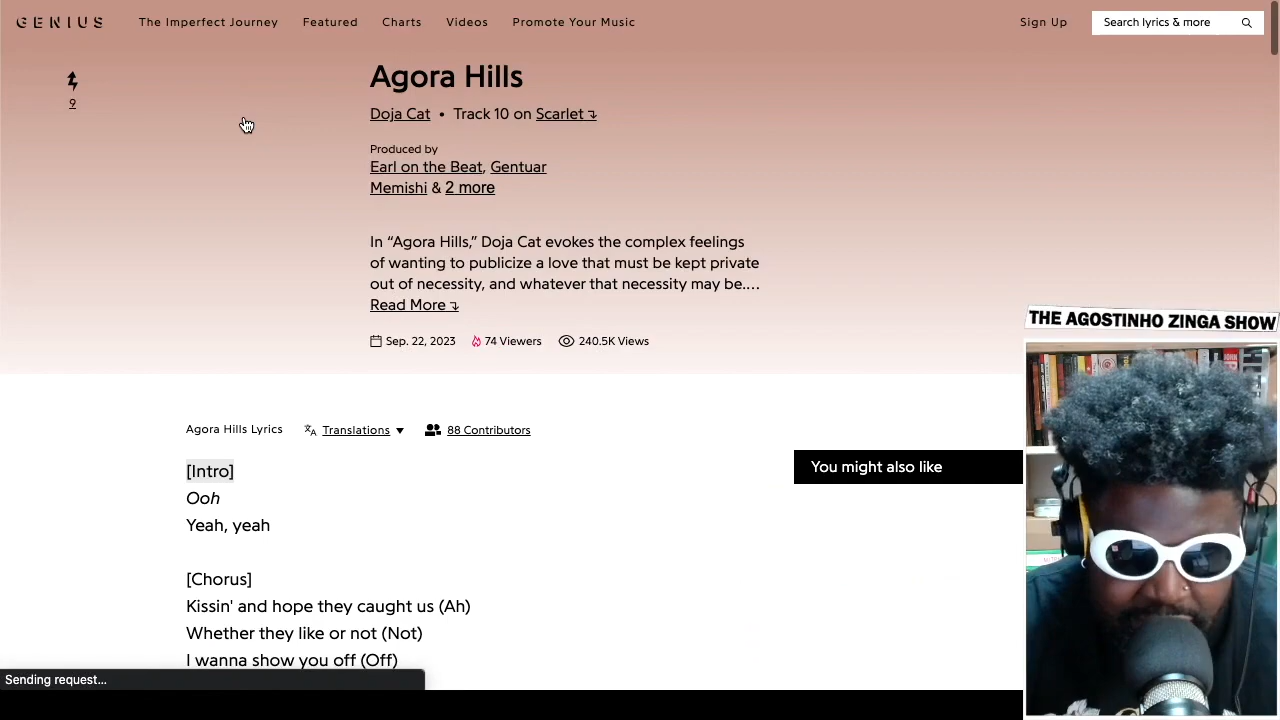 GENIUS
The Imperfect Journey
Featured
Charts
Videos
Promote Your Music
Sign Up
Search lyrics & more
9
Agora Hills
Doja Cat • Track 10 on Scarlet
Produced by
Earl on the Beat, Gentuar
Memishi & 2 more
In “Agora Hills,” Doja Cat evokes the complex feelings
of wanting to publicize a love that must be kept private
out of necessity, and whatever that necessity may be.…
Read More
Sep. 22, 2023
74 Viewers
240.5K Views
THE AGOSTINHO ZINGA SHOW
Agora Hills Lyrics
Translations
88 Contributors
[Intro]
Ooh
Yeah, yeah
You might also like
[Chorus]
Kissin' and hope they caught us (Ah)
Whether they like or not (Not)
I wanna show you off (Off)
Sending request...